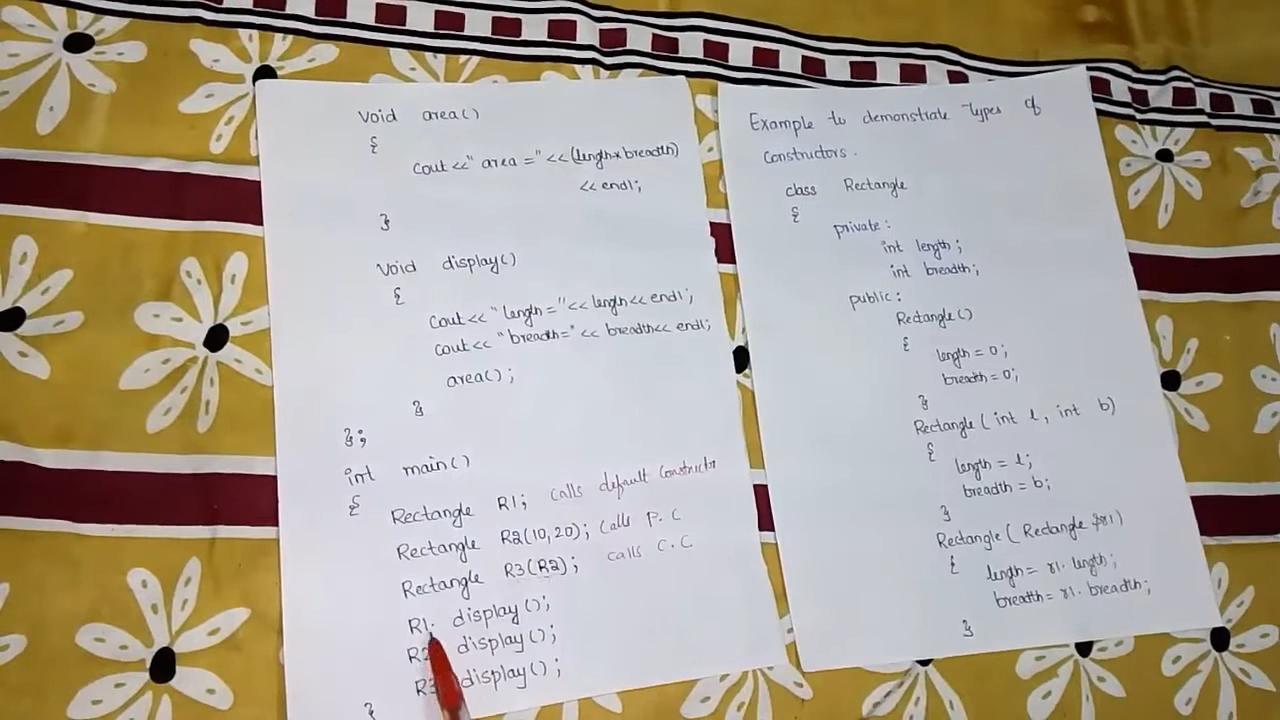 Void area()
{
cout <<" area =" << (length*breadth)
<< endl;
}
Void display()
{
cout << "length =" << length << endl;
cout << "breadth=" << breadth<< endl;
area();
}
};
int main()
{
Rectangle R1; calls default constructor
Rectangle R2(10,20); calls P.C
Rectangle R3(R2); calls C.C
R1. display();
R2 display();
R3 display();
}
Example to demonstrate Types of
Constructors.
class Rectangle
{
private:
int length;
int breadth;
public:
Rectangle()
{
length = 0;
breadth = 0;
}
Rectangle( int l, int b)
{
length = l;
breadth = b;
}
Rectangle( Rectangle &r1)
{
length = r1. length;
breadth = r1. breadth;
}